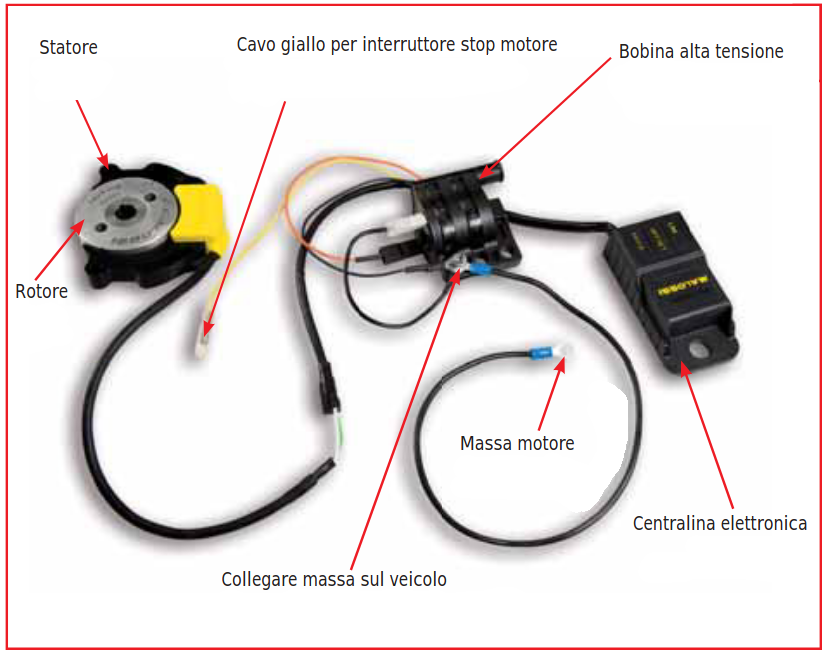 Statore
Cavo giallo per interruttore stop motore
Bobina alta tensione
Rotore
MALOSSI
Massa motore
Centralina elettronica
Collegare massa sul veicolo